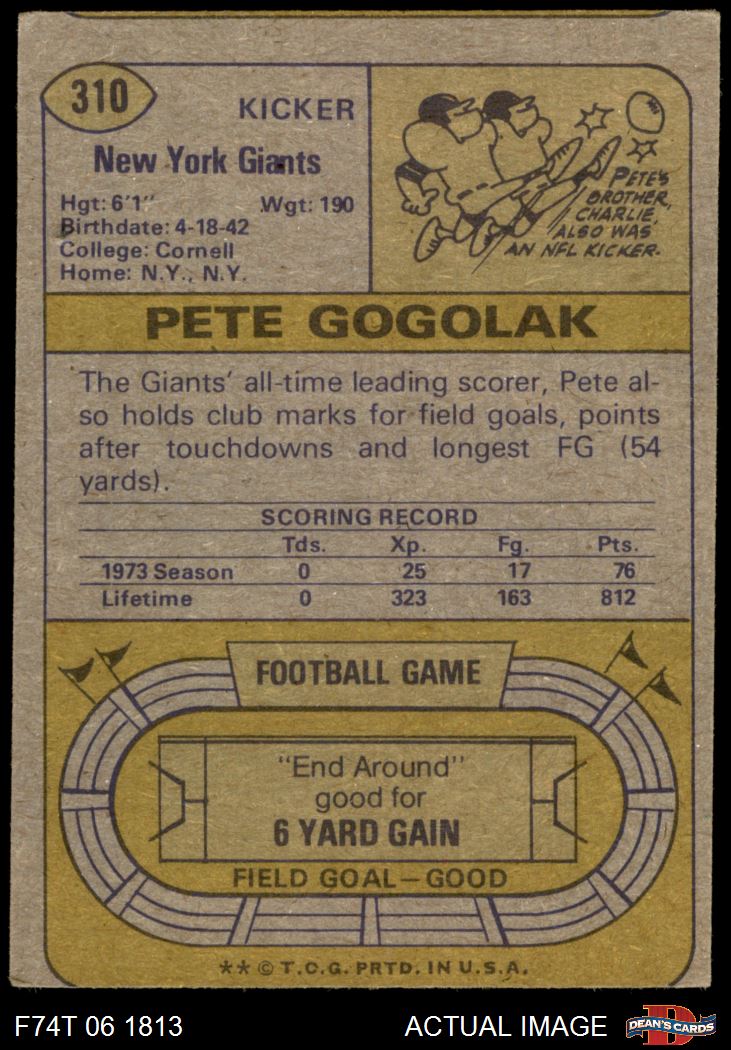 310
KICKER
New York Giants
Hgt: 6'1" Wgt: 190
Birthdate: 4-18-42
College: Cornell
Home: N.Y., N.Y.
PETE'S
BROTHER,
CHARLIE,
ALSO WAS
AN NFL KICKER.
PETE GOGOLAK
The Giants' all-time leading scorer, Pete al-
so holds club marks for field goals, points
after touchdowns and longest FG (54
yards).
SCORING RECORD
Tds. Xp. Fg. Pts.
1973 Season 0 25 17 76
Lifetime 0 323 163 812
FOOTBALL GAME
"End Around"
good for
6 YARD GAIN
FIELD GOAL—GOOD
** © T.C.G. PRTD. IN U.S.A.
F74T 06 1813 ACTUAL IMAGE
D
DEAN'S CARDS